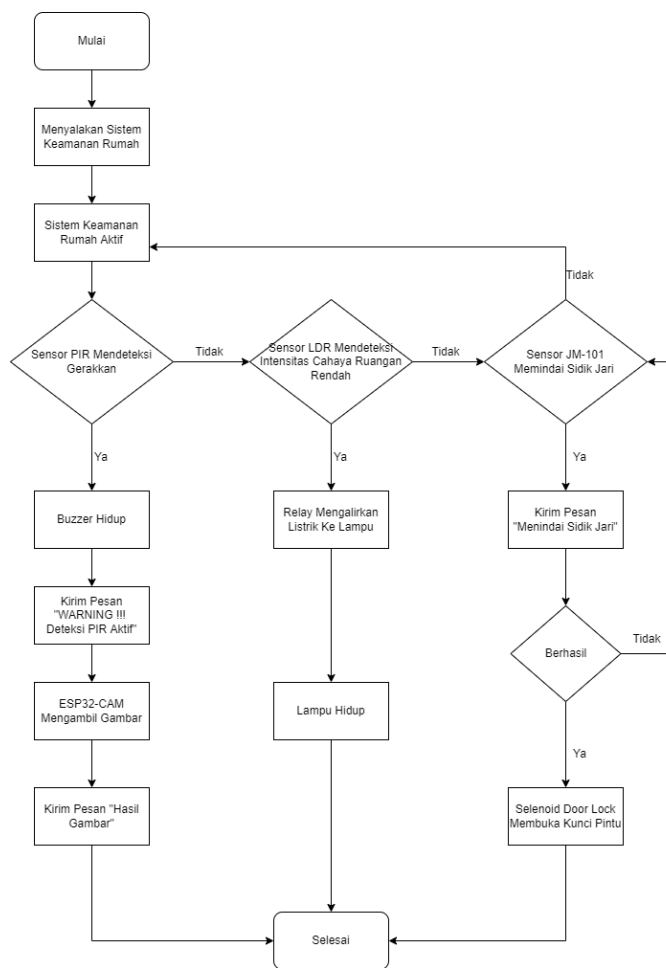 Mulai
Menyalakan Sistem
Keamanan Rumah
Sistem Keamanan
Rumah Aktif
Tidak
Sensor PIR Mendeteksi
Gerakkan
Tidak
Sensor LDR Mendeteksi
Intensitas Cahaya Ruangan
Rendah
Tidak
Sensor JM-101
Memindai Sidik Jari
Ya
Ya
Ya
Buzzer Hidup
Relay Mengalirkan
Listrik Ke Lampu
Kirim Pesan
"Menindai Sidik Jari"
Kirim Pesan
"WARNING !!!
Deteksi PIR Aktif"
Berhasil
Tidak
ESP32-CAM
Mengambil Gambar
Lampu Hidup
Ya
Kirim Pesan "Hasil
Gambar"
Selenoid Door Lock
Membuka Kunci Pintu
Selesai